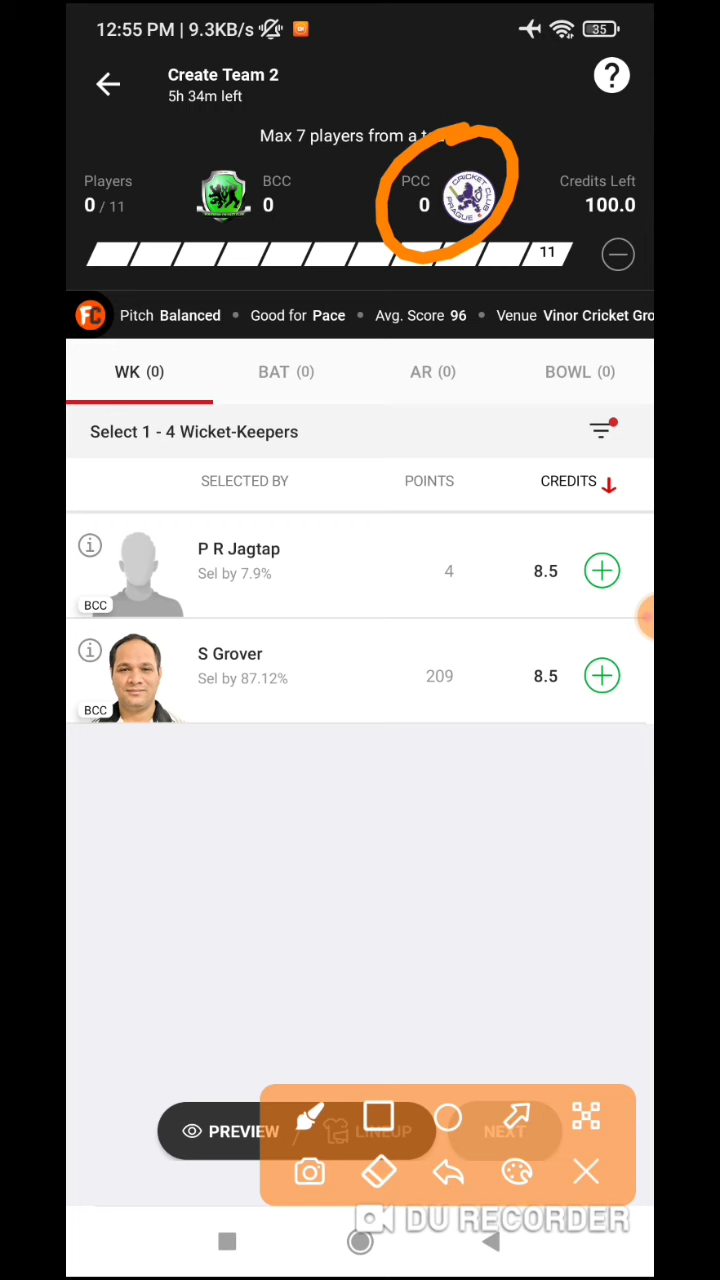 12:55 PM | 9.3KB/s
35
Create Team 2
5h 34m left
?
Max 7 players from a
Players
BCC
PCC
Credits Left
0 / 11
0
0
100.0
CRICKET CLUB
PRAGUE
11
FC Pitch Balanced • Good for Pace • Avg. Score 96 • Venue Vinor Cricket Gro
WK (0)
BAT (0)
AR (0)
BOWL (0)
Select 1 - 4 Wicket-Keepers
SELECTED BY
POINTS
CREDITS
P R Jagtap
Sel by 7.9%
4
8.5
BCC
S Grover
Sel by 87.12%
209
8.5
BCC
PREVIEW
LINEUP
NEXT
DU RECORDER